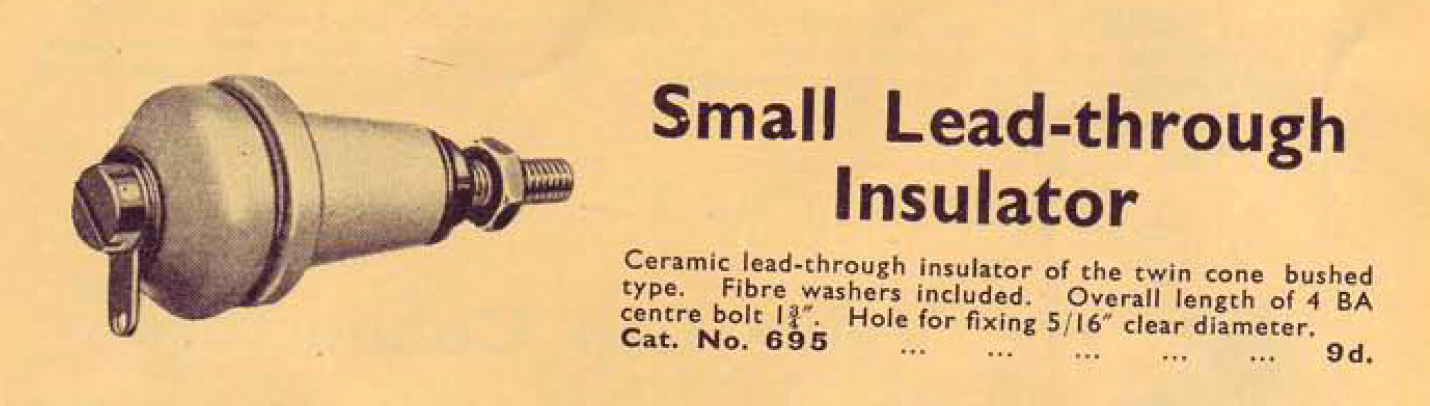 Small Lead-through
Insulator
Ceramic lead-through insulator of the twin cone bushed
type. Fibre washers included. Overall length of 4 BA
centre bolt 1¾″. Hole for fixing 5/16″ clear diameter.
Cat. No. 695 ... ... ... ... ... 9d.